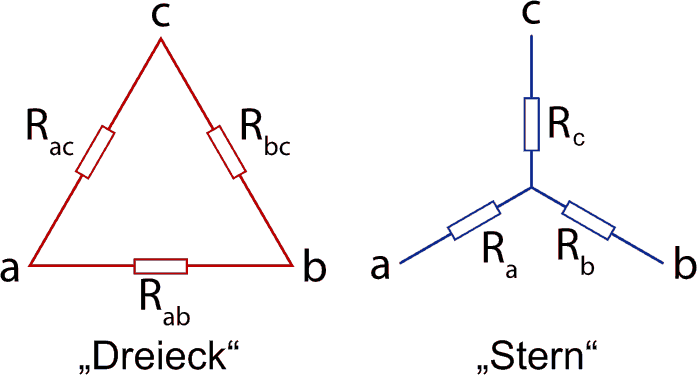 c
R_ac
R_bc
a
b
R_ab
„Dreieck“
c
R_c
a
R_a
R_b
b
„Stern“